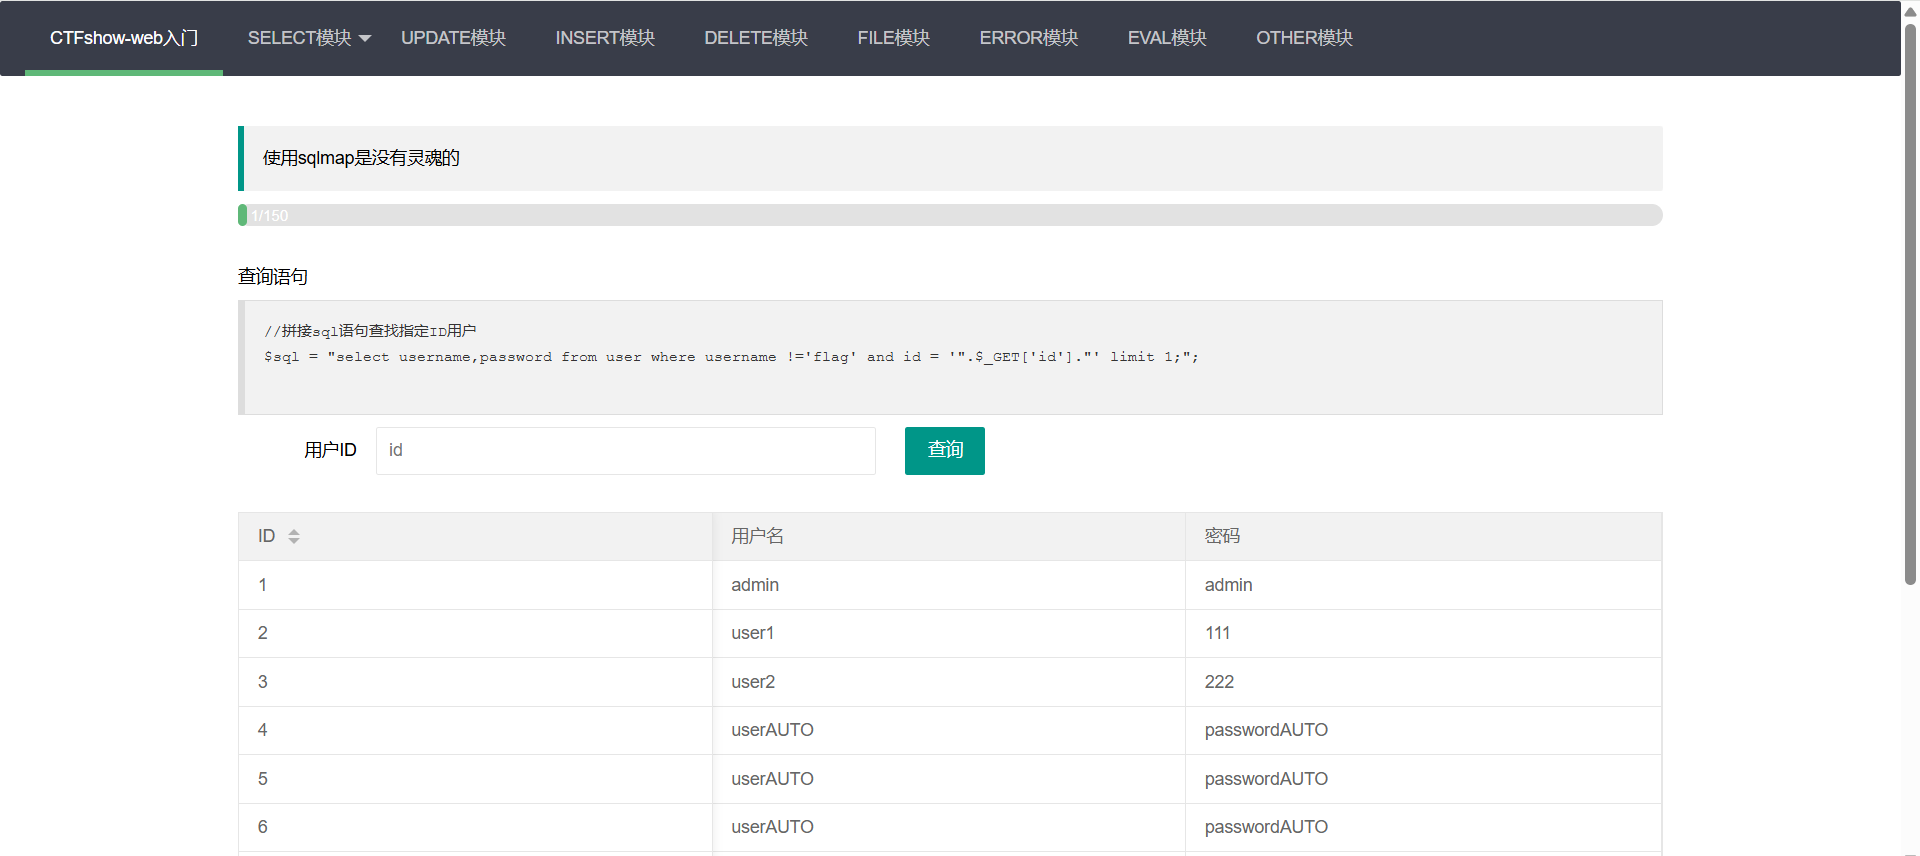 CTFshow-web入门 SELECT模块 UPDATE模块 INSERT模块 DELETE模块 FILE模块 ERROR模块 EVAL模块 OTHER模块
使用sqlmap是没有灵魂的
1/150
查询语句
//拼接sql语句查找指定ID用户
$sql = "select username,password from user where username !='flag' and id = '".$_GET['id']."' limit 1;";
用户ID id 查询
ID 用户名 密码
1 admin admin
2 user1 111
3 user2 222
4 userAUTO passwordAUTO
5 userAUTO passwordAUTO
6 userAUTO passwordAUTO